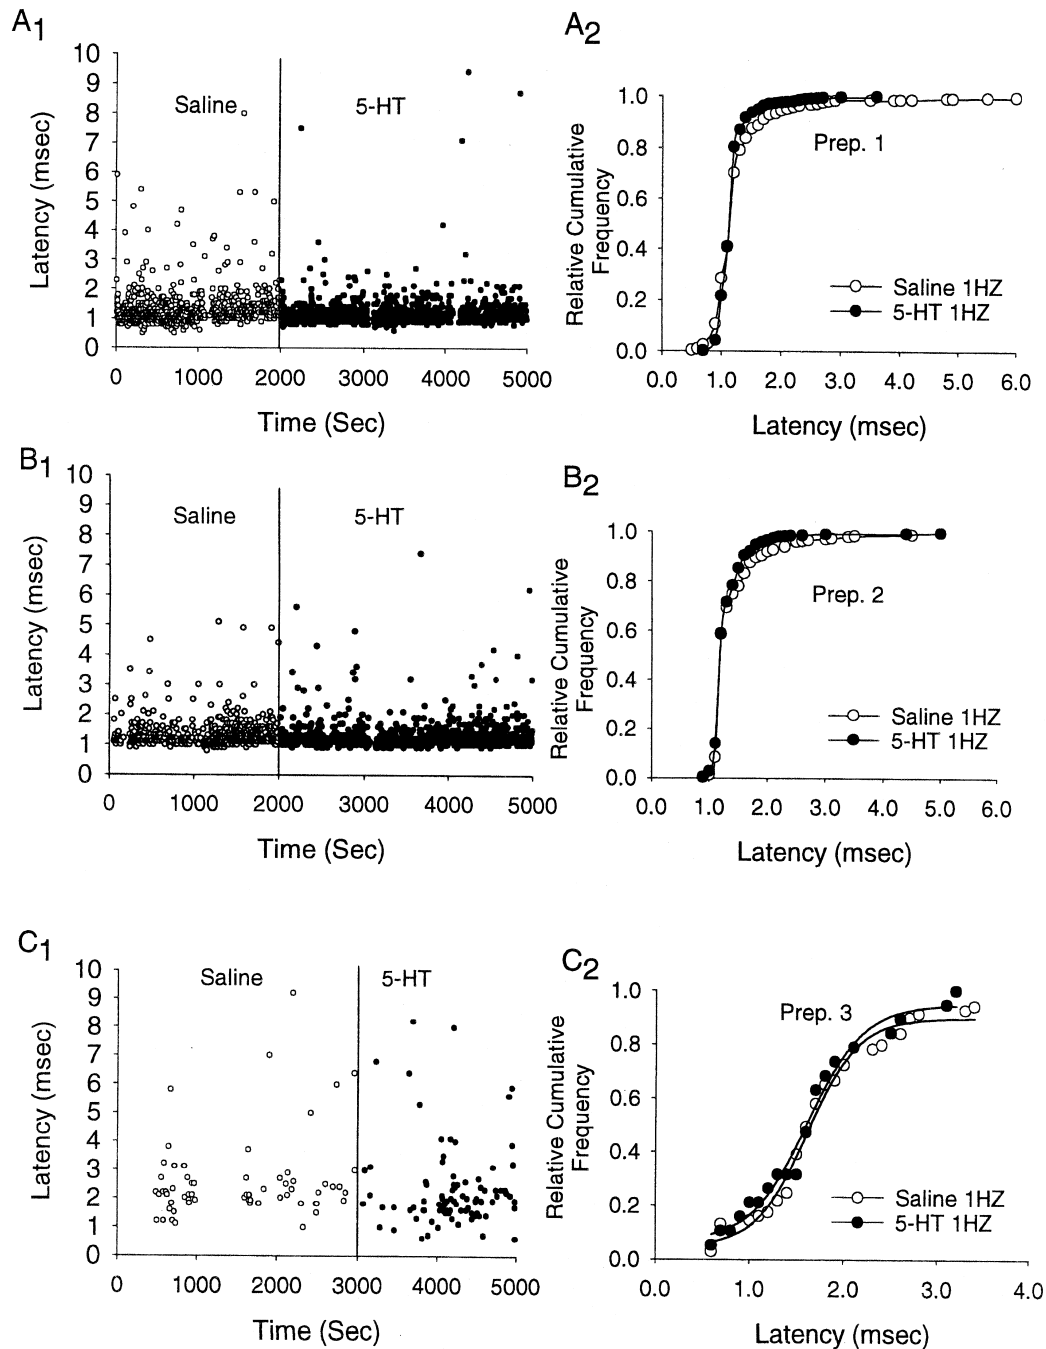 A1
10
9
8
7
6
5
4
3
2
1
0
Latency (msec)
Saline
5-HT
0 1000 2000 3000 4000 5000
Time (Sec)
A2
1.0
0.8
0.6
0.4
0.2
0.0
Relative Cumulative
Frequency
Prep. 1
Saline 1HZ
5-HT 1HZ
0.0 1.0 2.0 3.0 4.0 5.0 6.0
Latency (msec)
B1
10
9
8
7
6
5
4
3
2
1
0
Latency (msec)
Saline
5-HT
0 1000 2000 3000 4000 5000
Time (Sec)
B2
1.0
0.8
0.6
0.4
0.2
0.0
Relative Cumulative
Frequency
Prep. 2
Saline 1HZ
5-HT 1HZ
0.0 1.0 2.0 3.0 4.0 5.0 6.0
Latency (msec)
C1
10
9
8
7
6
5
4
3
2
1
0
Latency (msec)
Saline
5-HT
0 1000 2000 3000 4000 5000
Time (Sec)
C2
1.0
0.8
0.6
0.4
0.2
0.0
Relative Cumulative
Frequency
Prep. 3
Saline 1HZ
5-HT 1HZ
0.0 1.0 2.0 3.0 4.0
Latency (msec)